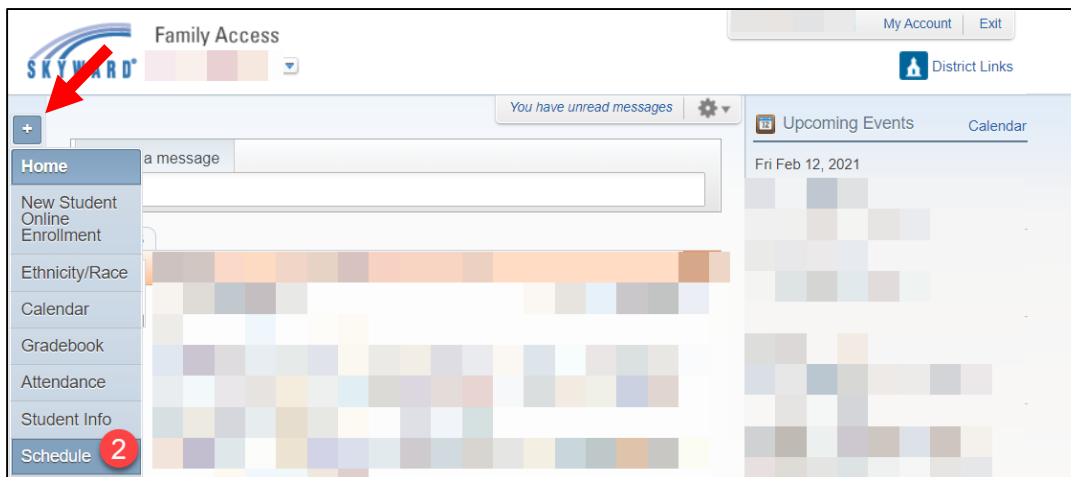 Family Access
SKYWARD®
My Account
Exit
District Links
You have unread messages
Upcoming Events
Calendar
Fri Feb 12, 2021
+
Home
a message
New Student
Online
Enrollment
Ethnicity/Race
Calendar
Gradebook
Attendance
Student Info
Schedule
2